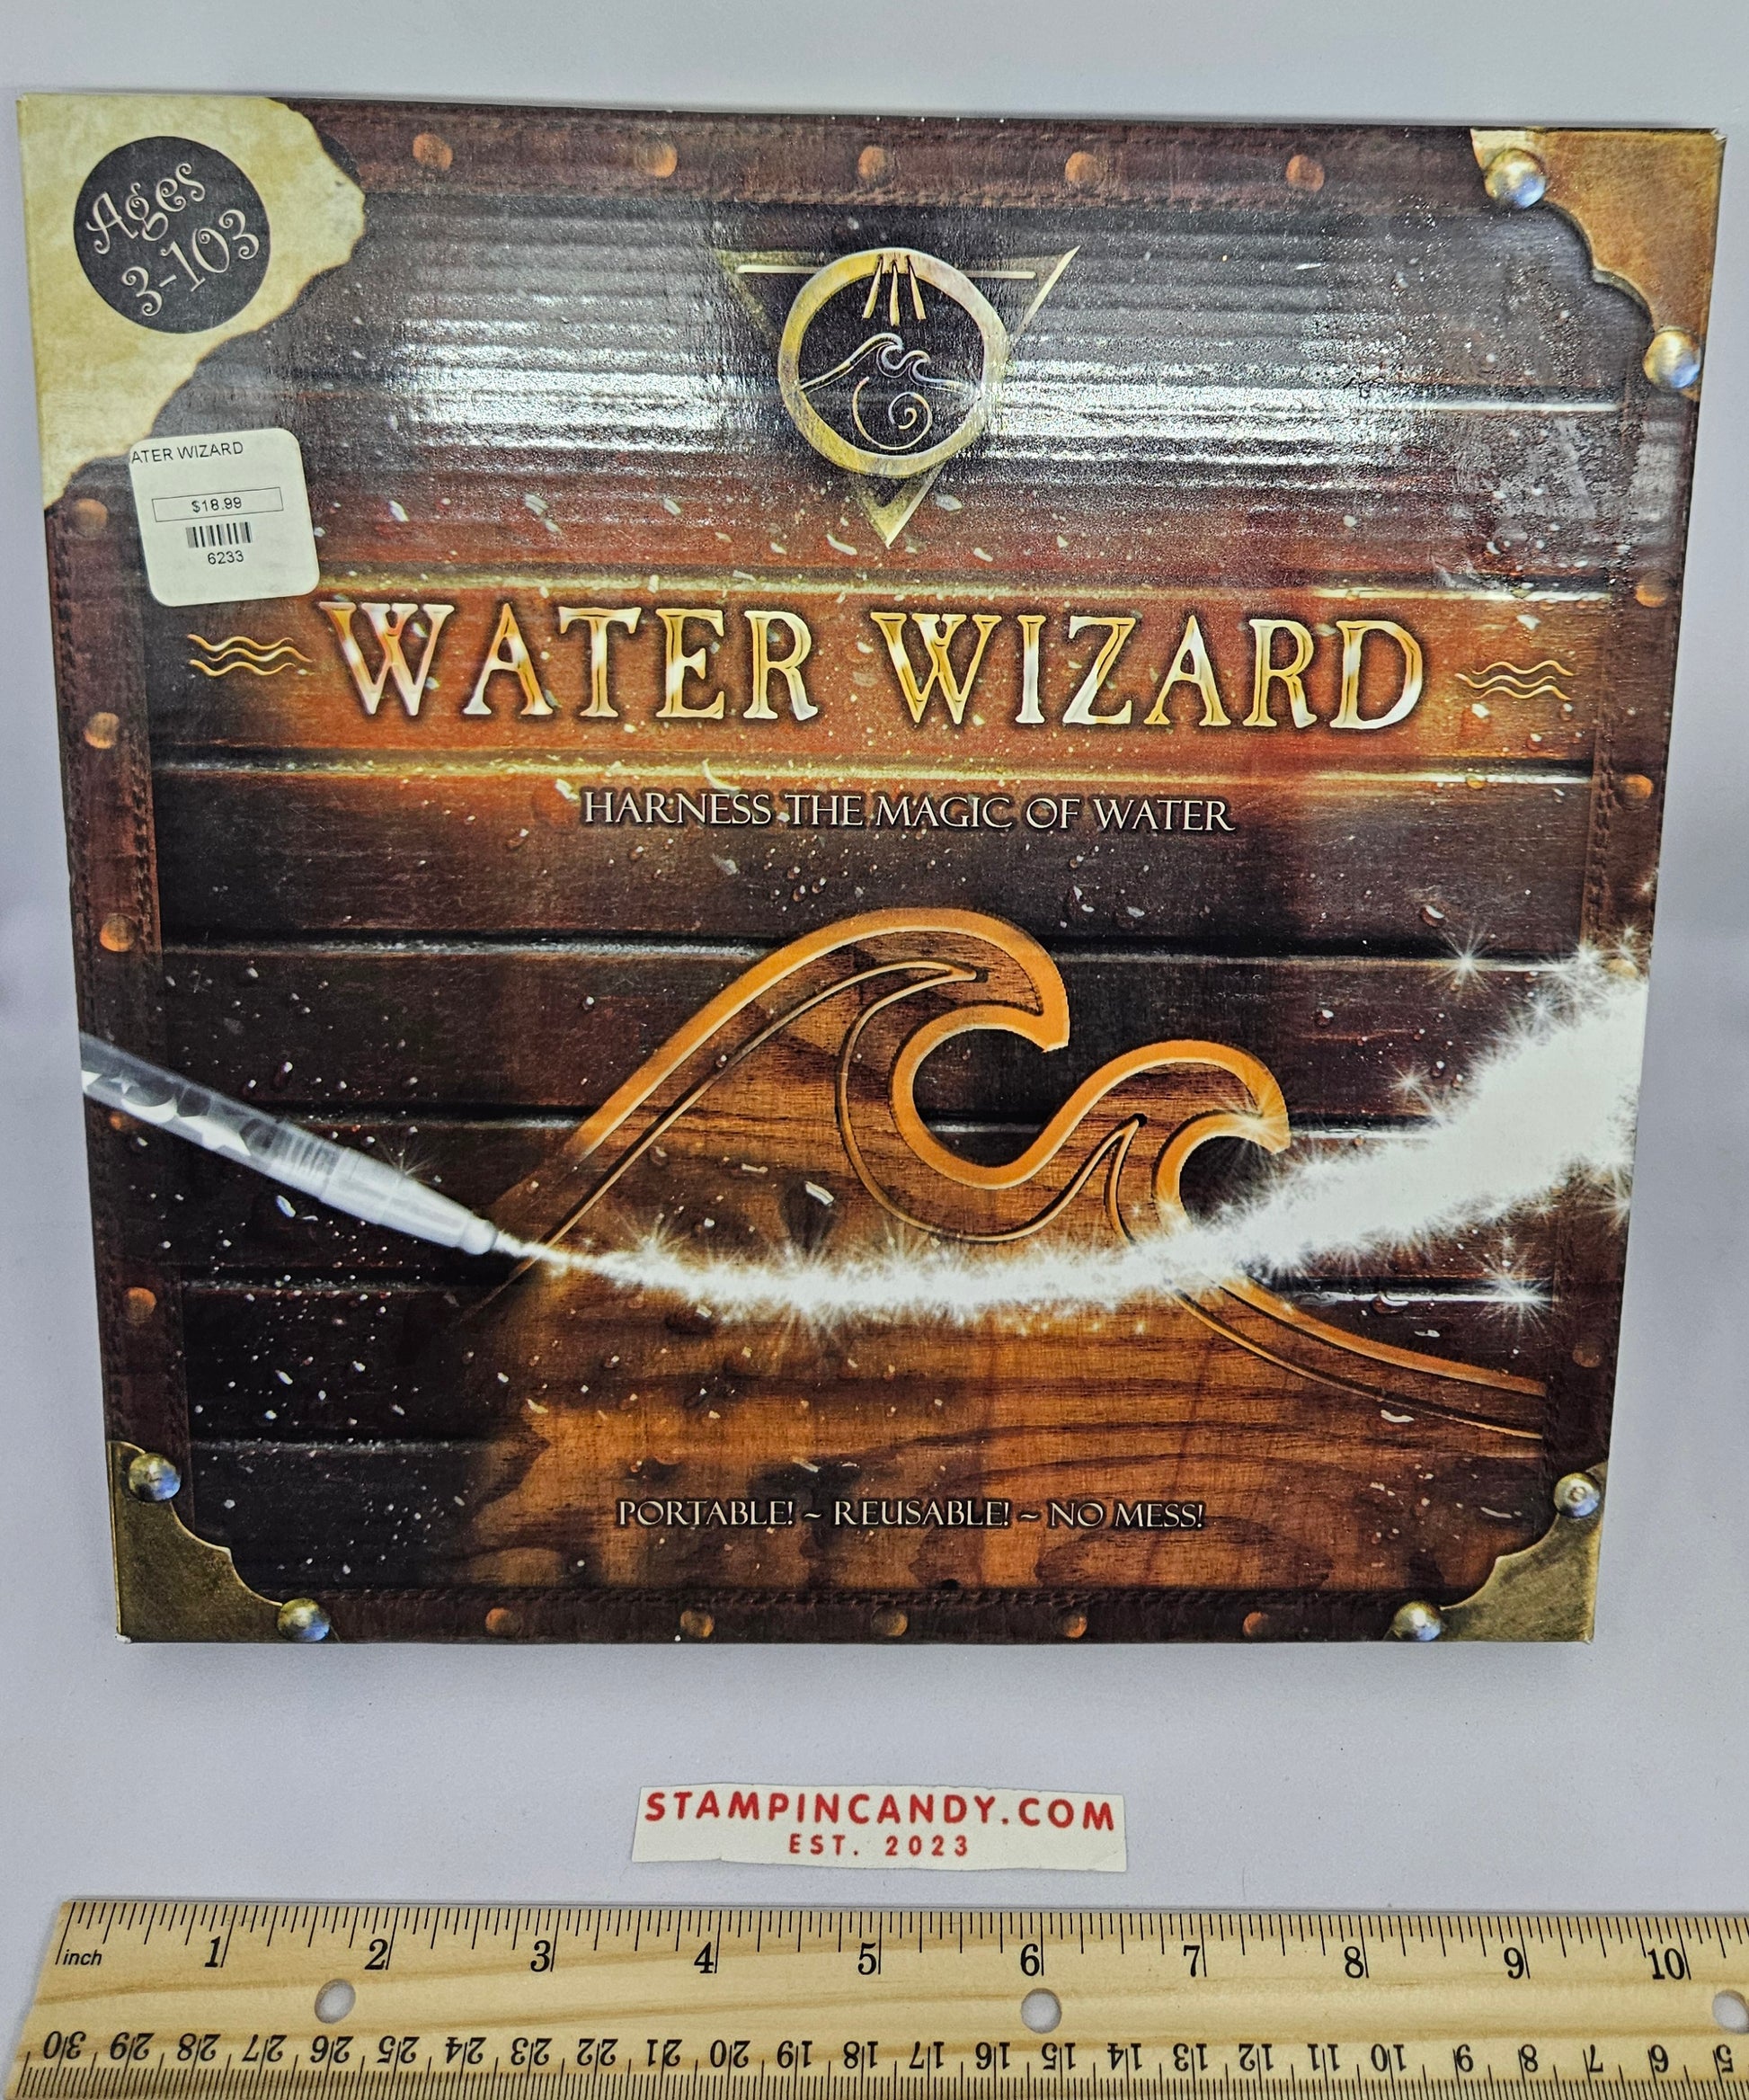 Ages
3-103
ATER WIZARD
$18.99
6233
WATER WIZARD
HARNESS THE MAGIC OF WATER
PORTABLE! ~ REUSABLE! ~ NO MESS!
STAMPINCANDY.COM
EST. 2023
inch 1 2 3 4 5 6 7 8 9 10
30 29 28 27 26 25 24 23 22 21 20 19 18 17 16 15 14 13 12 11 10 9 8 7 6 5